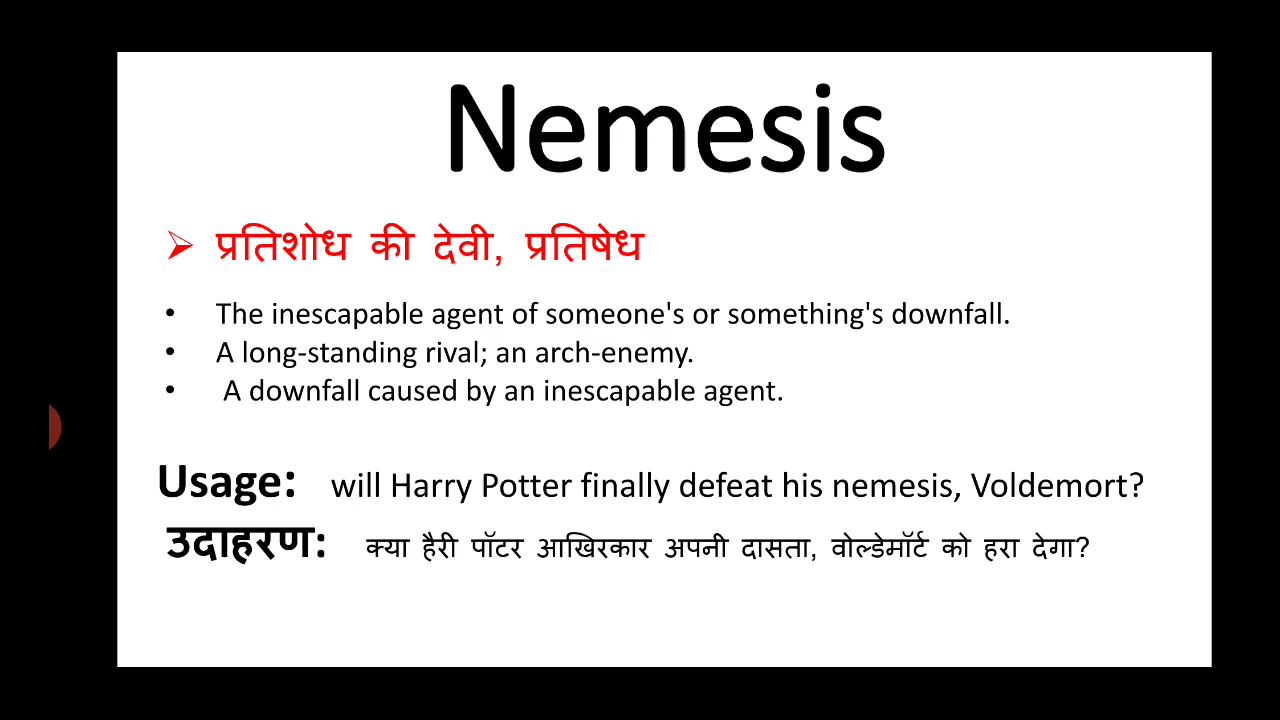 Nemesis
➢ प्रतिशोध की देवी, प्रतिषेध
• The inescapable agent of someone's or something's downfall.
• A long-standing rival; an arch-enemy.
• A downfall caused by an inescapable agent.
Usage: will Harry Potter finally defeat his nemesis, Voldemort?
उदाहरण: क्या हैरी पॉटर आखिरकार अपनी दासता, वोल्डेमॉर्ट को हरा देगा?